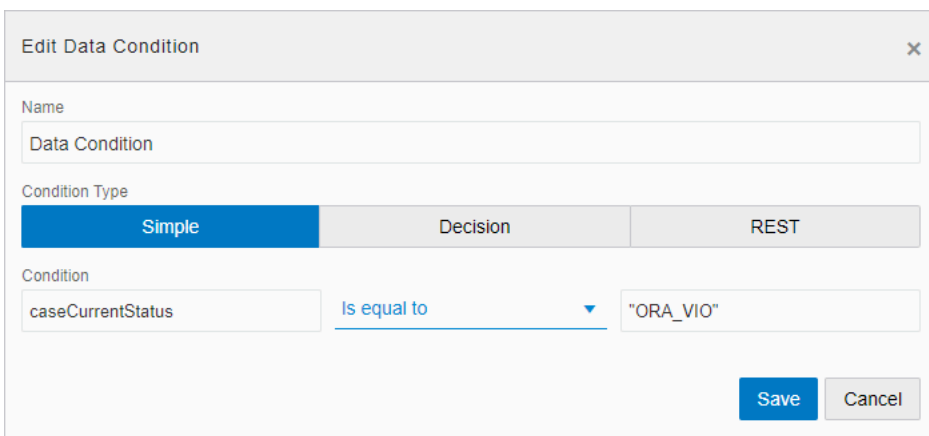 Edit Data Condition
Name
Data Condition
Condition Type
Simple Decision REST
Condition
caseCurrentStatus Is equal to "ORA_VIO"
Save Cancel